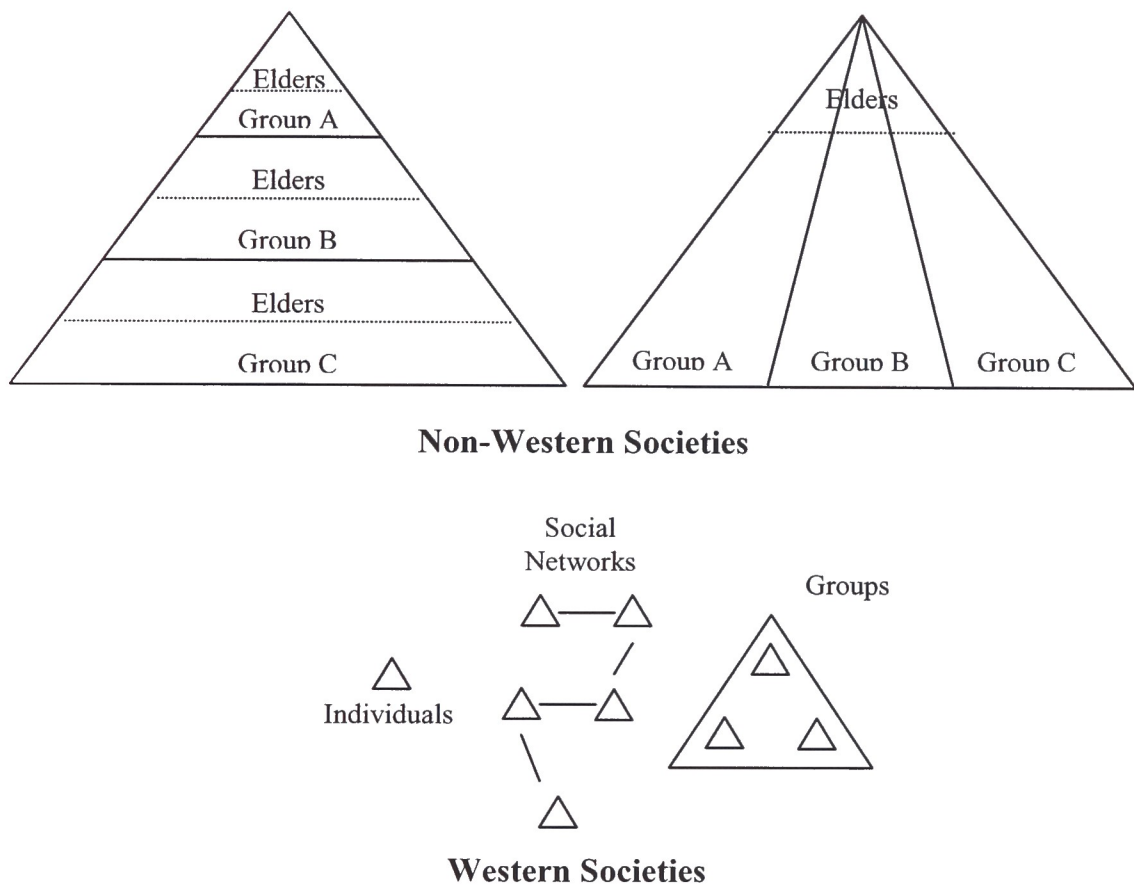 Elders
Group A
Elders
Group B
Elders
Group C
Elders
Group A
Group B
Group C
Non-Western Societies
Social
Networks
Groups
Individuals
Western Societies